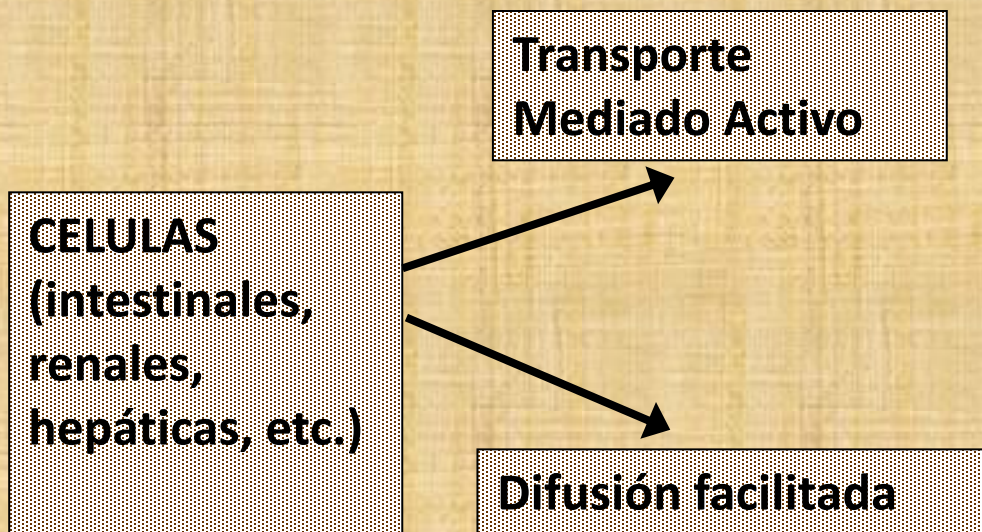 Transporte
Mediado Activo
CELULAS
(intestinales,
renales,
hepáticas, etc.)
Difusión facilitada